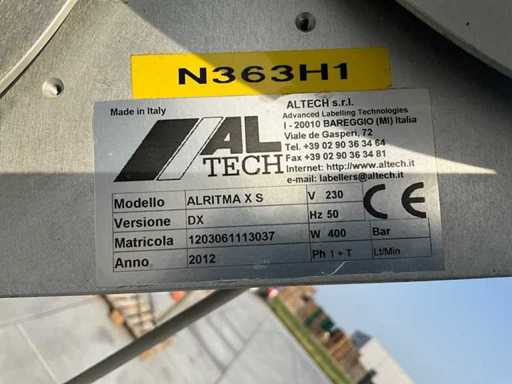 N363H1
Made in Italy
AL
TECH
ALTECH s.r.l.
Advanced Labelling Technologies
I - 20010 BAREGGIO (MI) Italia
Viale de Gasperi, 72
Tel. +39 02 90 36 34 64
Fax +39 02 90 36 34 81
Internet: http://www.altech.it
e-mail: labellers@altech.it
Modello ALRITMA X S V 230
Versione DX Hz 50
Matricola 1203061113037 W 400 Bar
Anno 2012 Ph 1 + T Lt/Min
CE